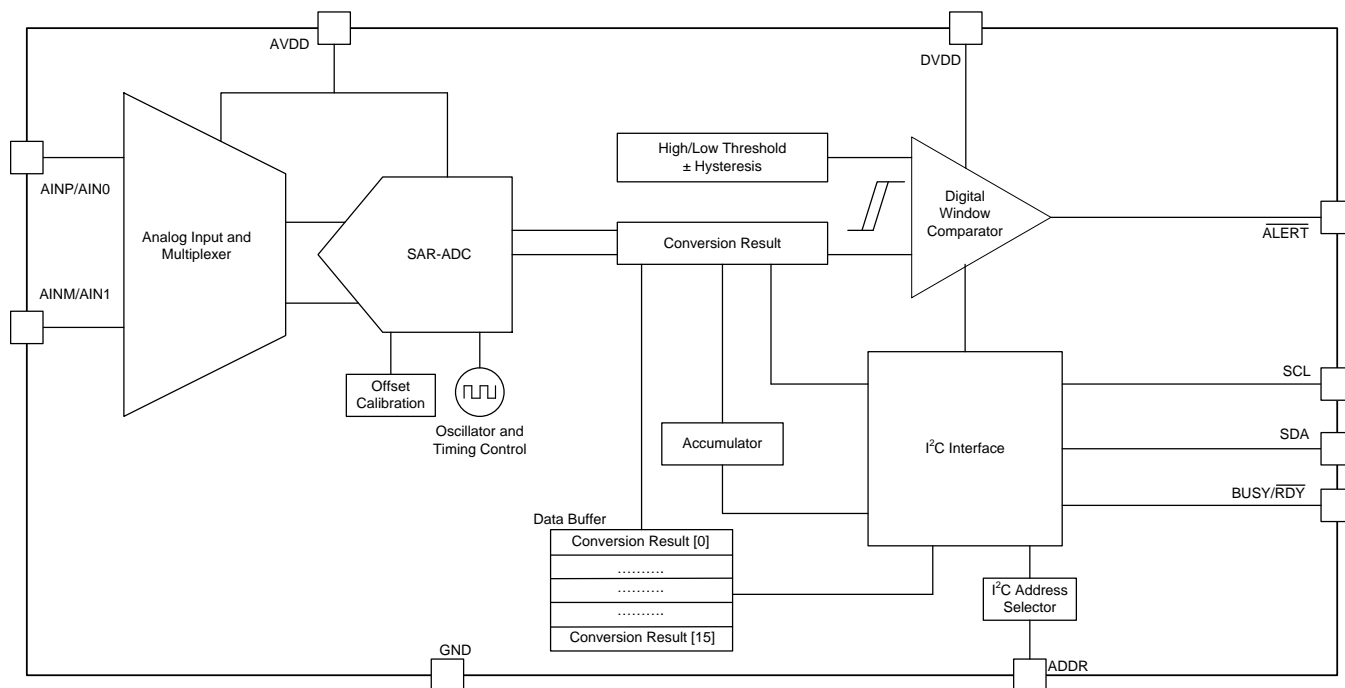 AVDD
DVDD
AINP/AIN0
AINM/AIN1
Analog Input and
Multiplexer
SAR-ADC
Offset
Calibration
Oscillator and
Timing Control
High/Low Threshold
± Hysteresis
Conversion Result
Digital
Window
Comparator
ALERT
Accumulator
I²C Interface
SCL
SDA
BUSY/RDY
Data Buffer
Conversion Result [0]
..........
..........
..........
Conversion Result [15]
I²C Address
Selector
GND
ADDR